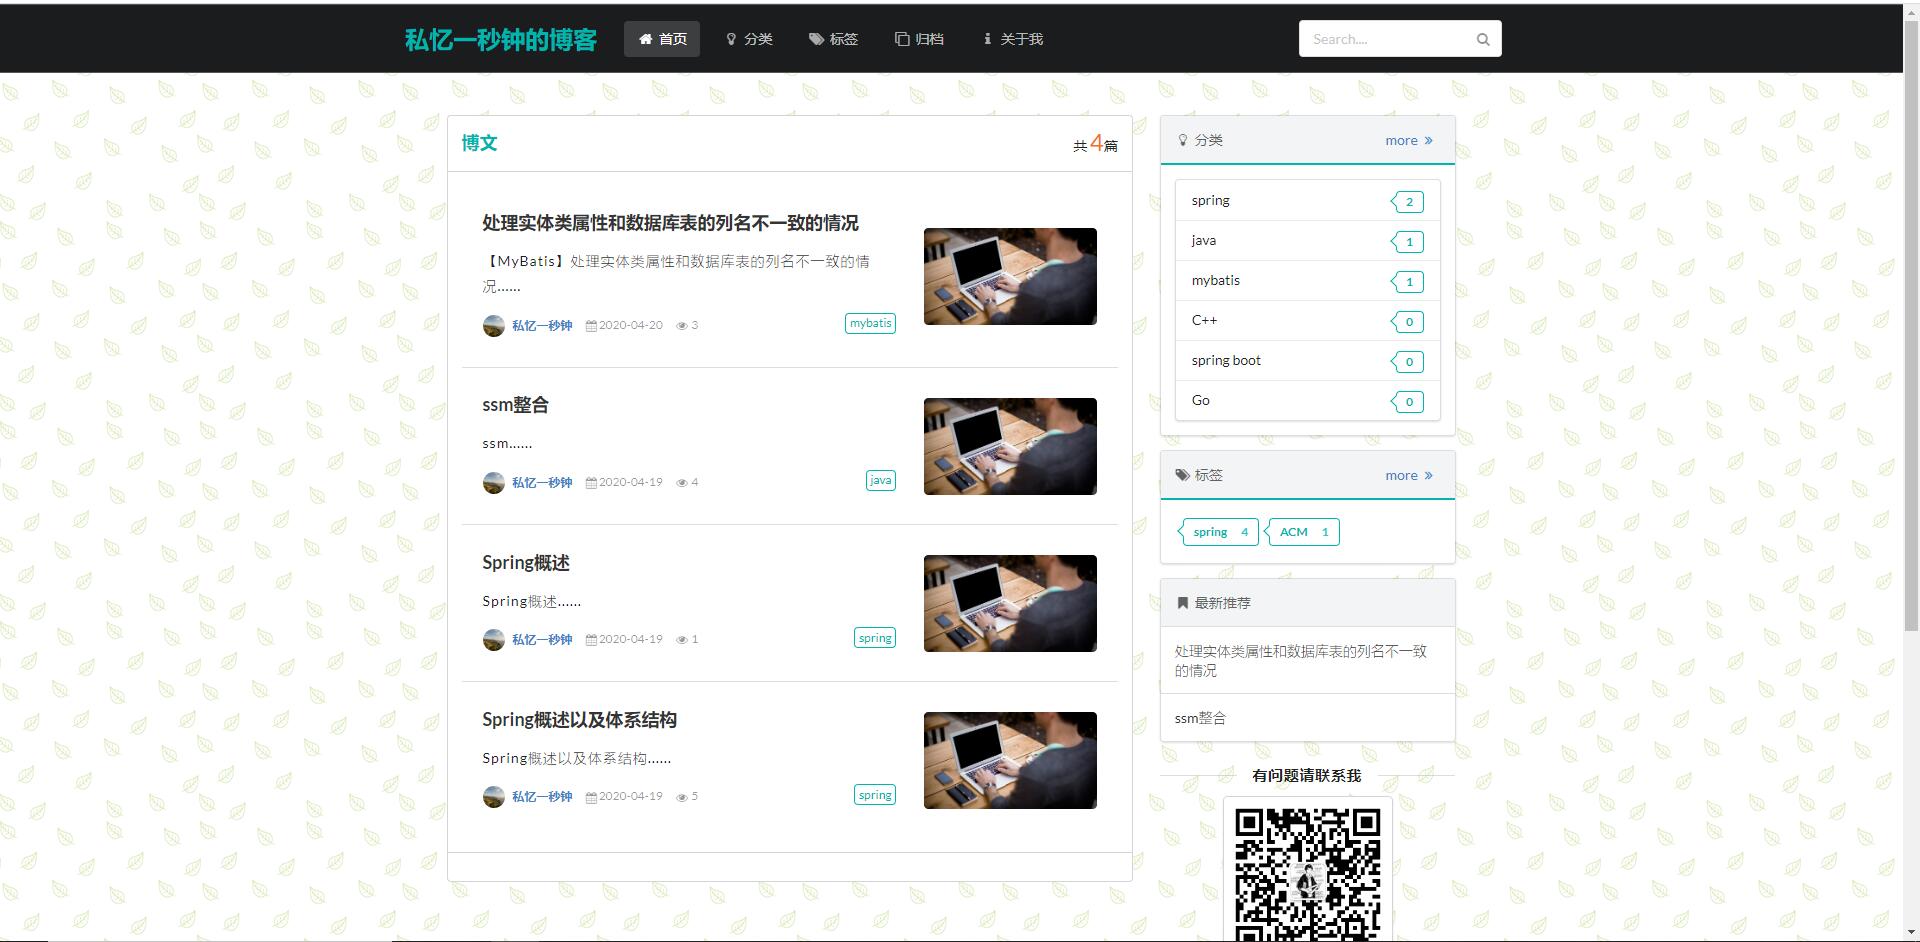 私忆一秒钟的博客 首页 分类 标签 归档 关于我 Search....
博文 共4篇
处理实体类属性和数据库表的列名不一致的情况
【MyBatis】处理实体类属性和数据库表的列名不一致的情
况......
私忆一秒钟 2020-04-20 3 mybatis
ssm整合
ssm......
私忆一秒钟 2020-04-19 4 java
Spring概述
Spring概述......
私忆一秒钟 2020-04-19 1 spring
Spring概述以及体系结构
Spring概述以及体系结构......
私忆一秒钟 2020-04-19 5 spring
分类 more »
spring 2
java 1
mybatis 1
C++ 0
spring boot 0
Go 0
标签 more »
spring 4 ACM 1
最新推荐
处理实体类属性和数据库表的列名不一致
的情况
ssm整合
有问题请联系我